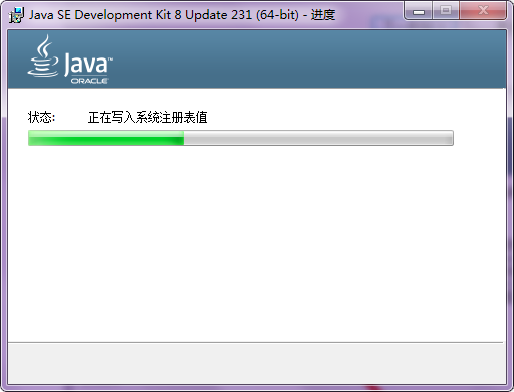 Java SE Development Kit 8 Update 231 (64-bit) - 进度
Java™
ORACLE
状态: 正在写入系统注册表值